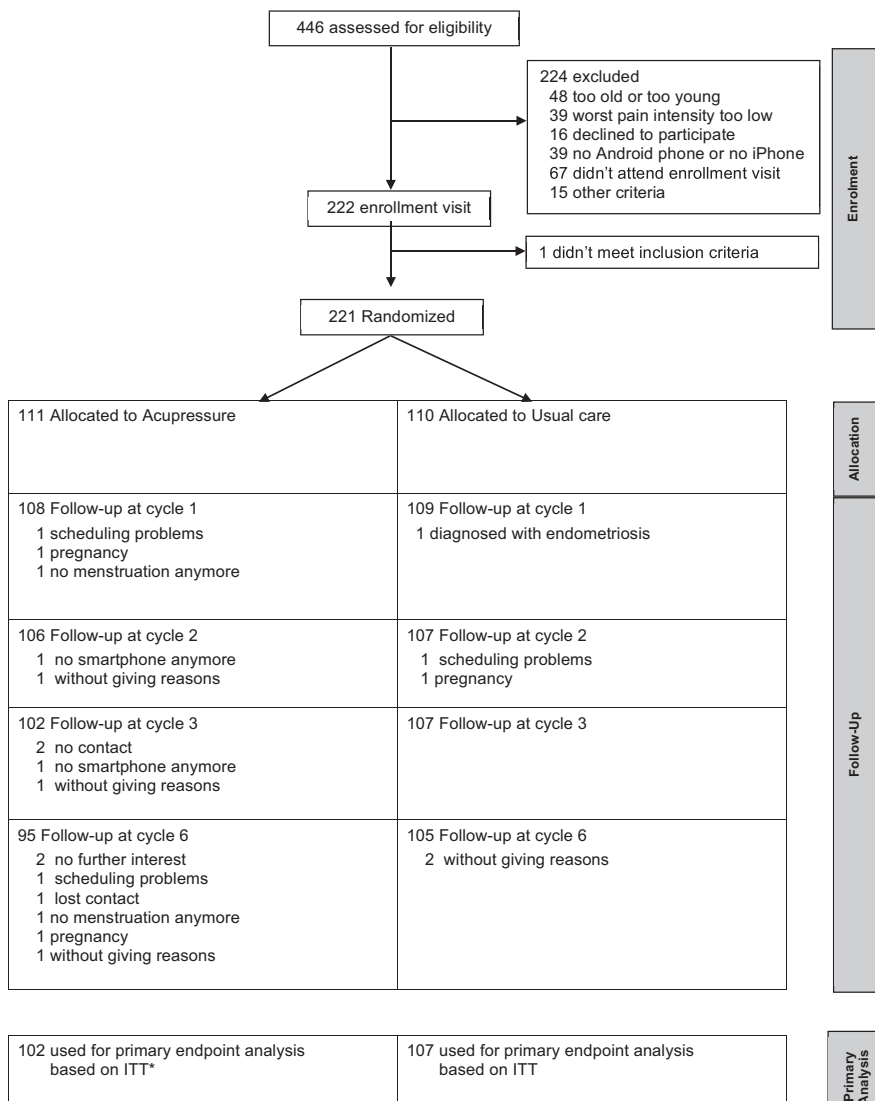 446 assessed for eligibility
224 excluded
48 too old or too young
39 worst pain intensity too low
16 declined to participate
39 no Android phone or no iPhone
67 didn't attend enrollment visit
15 other criteria
Enrolment
222 enrollment visit
1 didn't meet inclusion criteria
221 Randomized
111 Allocated to Acupressure
110 Allocated to Usual care
Allocation
108 Follow-up at cycle 1
1 scheduling problems
1 pregnancy
1 no menstruation anymore
109 Follow-up at cycle 1
1 diagnosed with endometriosis
106 Follow-up at cycle 2
1 no smartphone anymore
1 without giving reasons
107 Follow-up at cycle 2
1 scheduling problems
1 pregnancy
102 Follow-up at cycle 3
2 no contact
1 no smartphone anymore
1 without giving reasons
107 Follow-up at cycle 3
Follow-Up
95 Follow-up at cycle 6
2 no further interest
1 scheduling problems
1 lost contact
1 no menstruation anymore
1 pregnancy
1 without giving reasons
105 Follow-up at cycle 6
2 without giving reasons
102 used for primary endpoint analysis
based on ITT*
107 used for primary endpoint analysis
based on ITT
Primary
Analysis